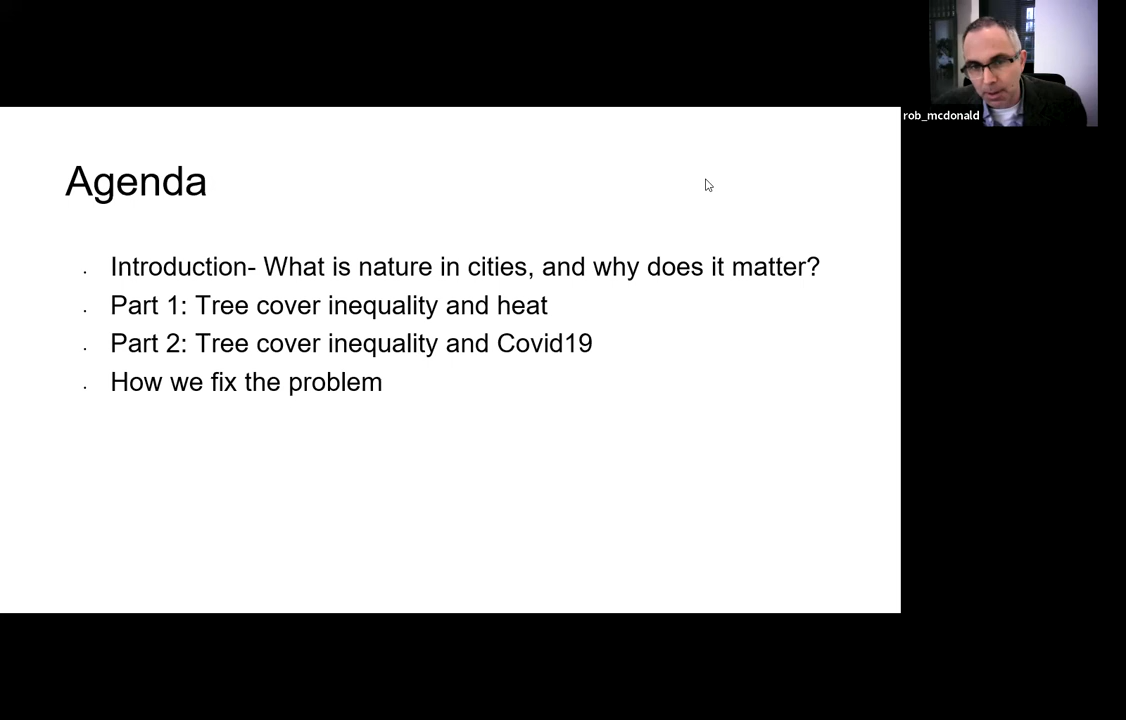 rob_mcdonald
Agenda
· Introduction- What is nature in cities, and why does it matter?
· Part 1: Tree cover inequality and heat
· Part 2: Tree cover inequality and Covid19
· How we fix the problem